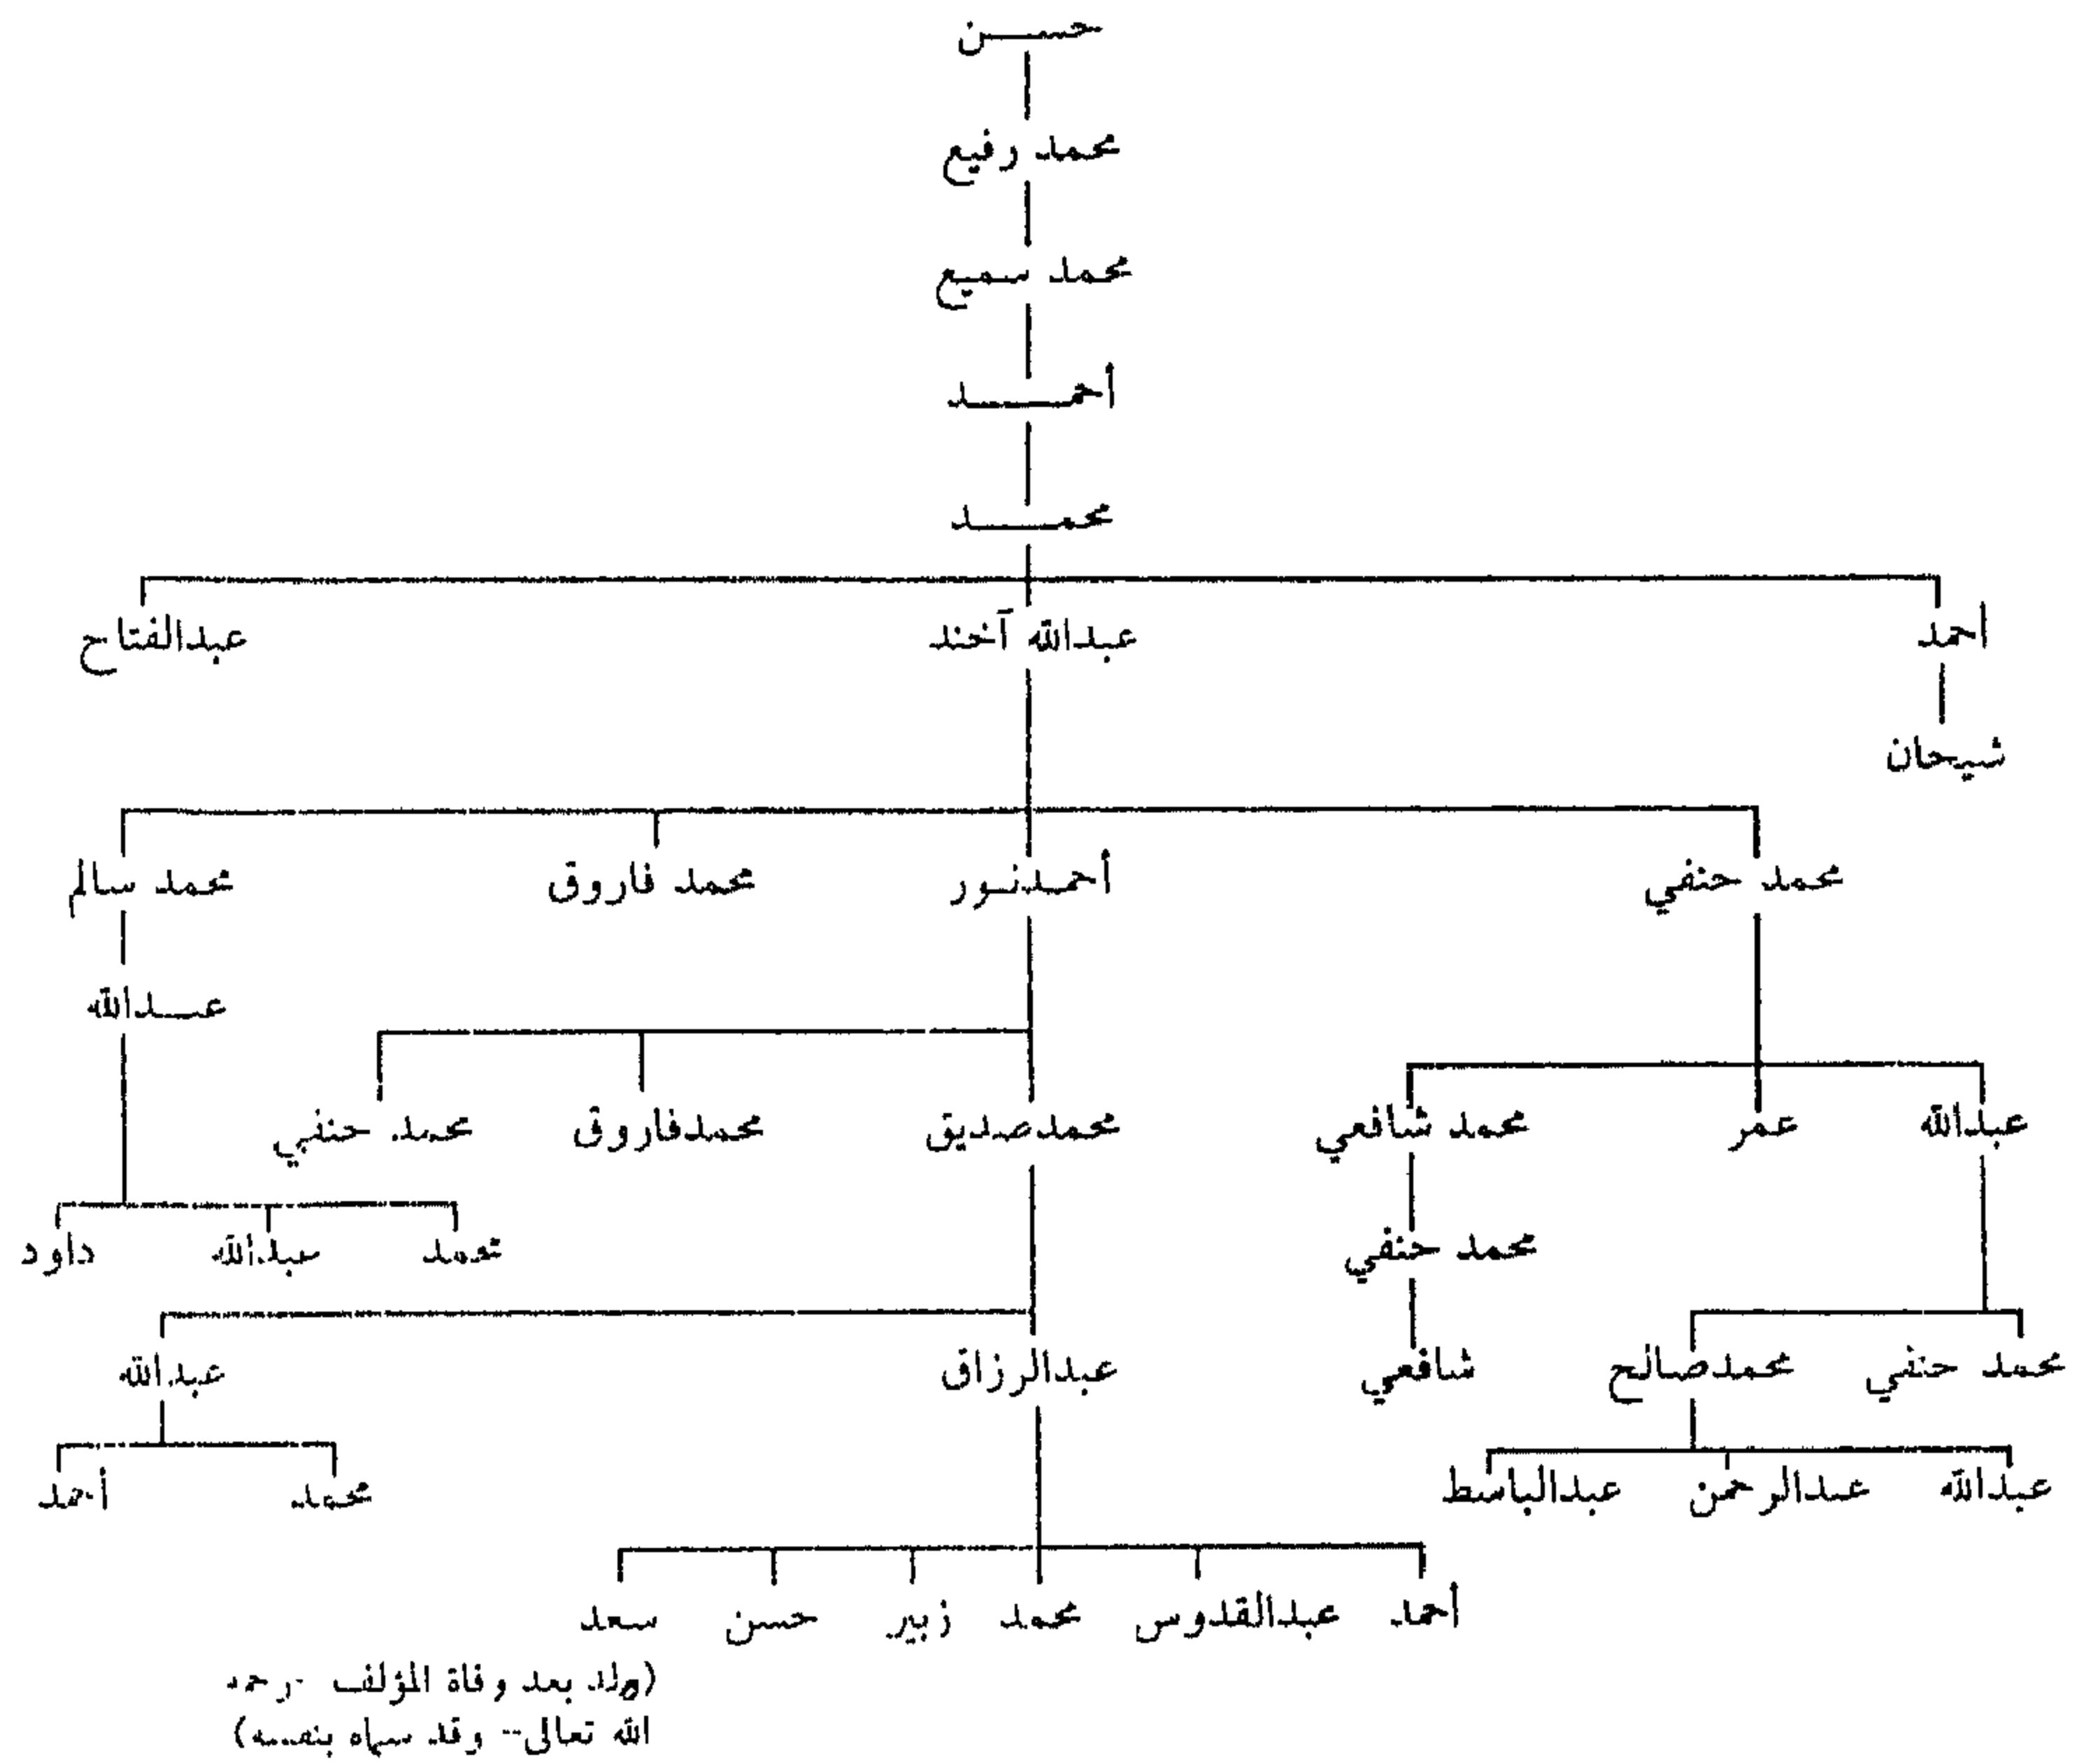 حسن
محمد رفيع
محمد سميع
أحمد
محمد
أحمد عبدالله آخند عبدالفتاح
شيحان
محمد حنفي أحمدنور محمد فاروق محمد سالم
عبدالله
عبدالله عمر محمد شافعي محمدصديق محمدفاروق محمد حنفي
محمد حنفي محمد عبدالله داود
محمد حنفي محمدصالح شافعي عبدالرزاق عبدالله
عبدالله عبدالرحمن عبدالباسط محمد أحمد
أحمد عبدالقدوس محمد زبير حسن سعد
(ولد بعد وفاة المؤلف -رحمه
الله تعالى- وقد سماه بنفسه)